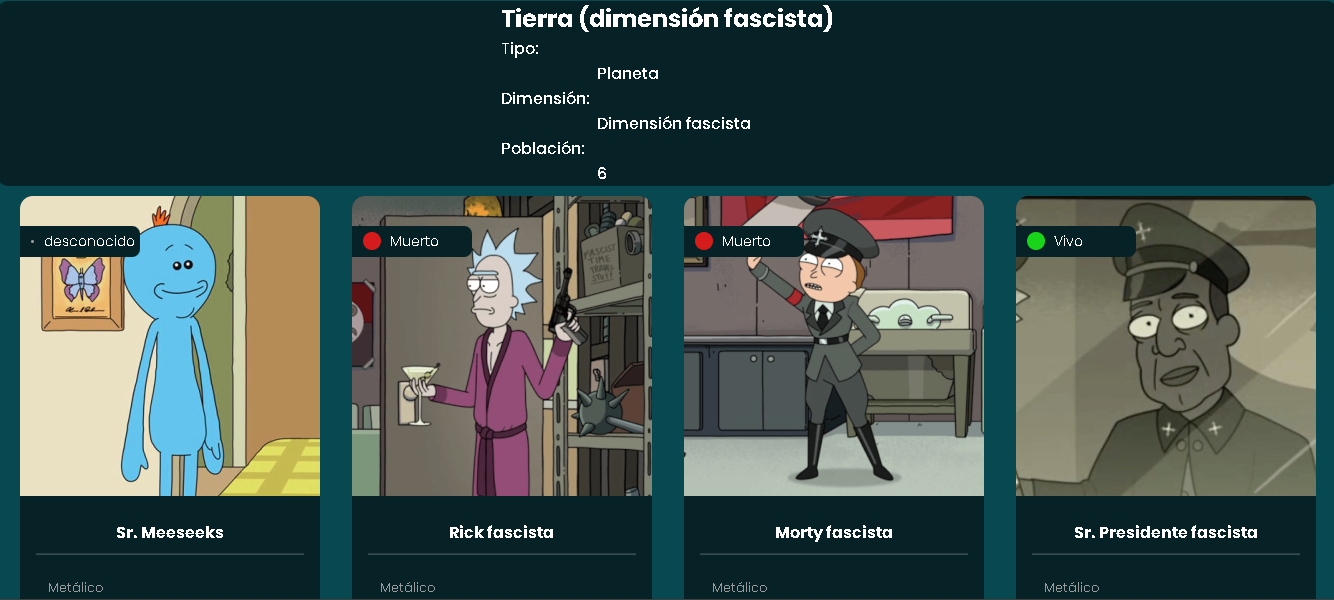 Tierra (dimensión fascista)
Tipo:
Planeta
Dimensión:
Dimensión fascista
Población:
6
desconocido
Muerto
Muerto
Vivo
FASCIST
TIME
TRAVEL
STUFF
Sr. Meeseeks
Rick fascista
Morty fascista
Sr. Presidente fascista
Metálico
Metálico
Metálico
Metálico